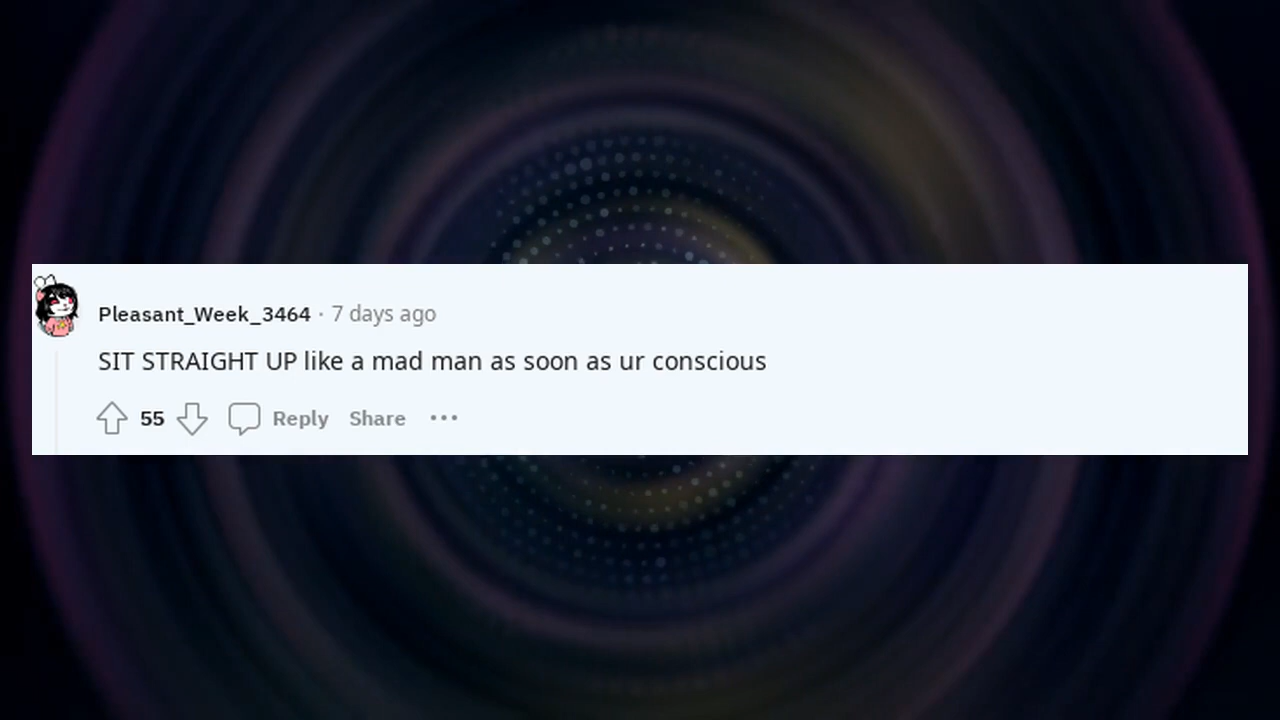 Pleasant_Week_3464 · 7 days ago
SIT STRAIGHT UP like a mad man as soon as ur conscious
55 Reply Share •••